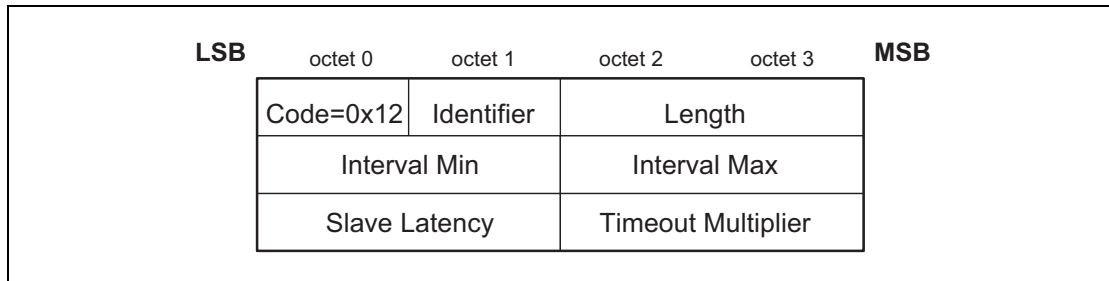 LSB octet 0 octet 1 octet 2 octet 3 MSB
Code=0x12 Identifier Length
Interval Min Interval Max
Slave Latency Timeout Multiplier